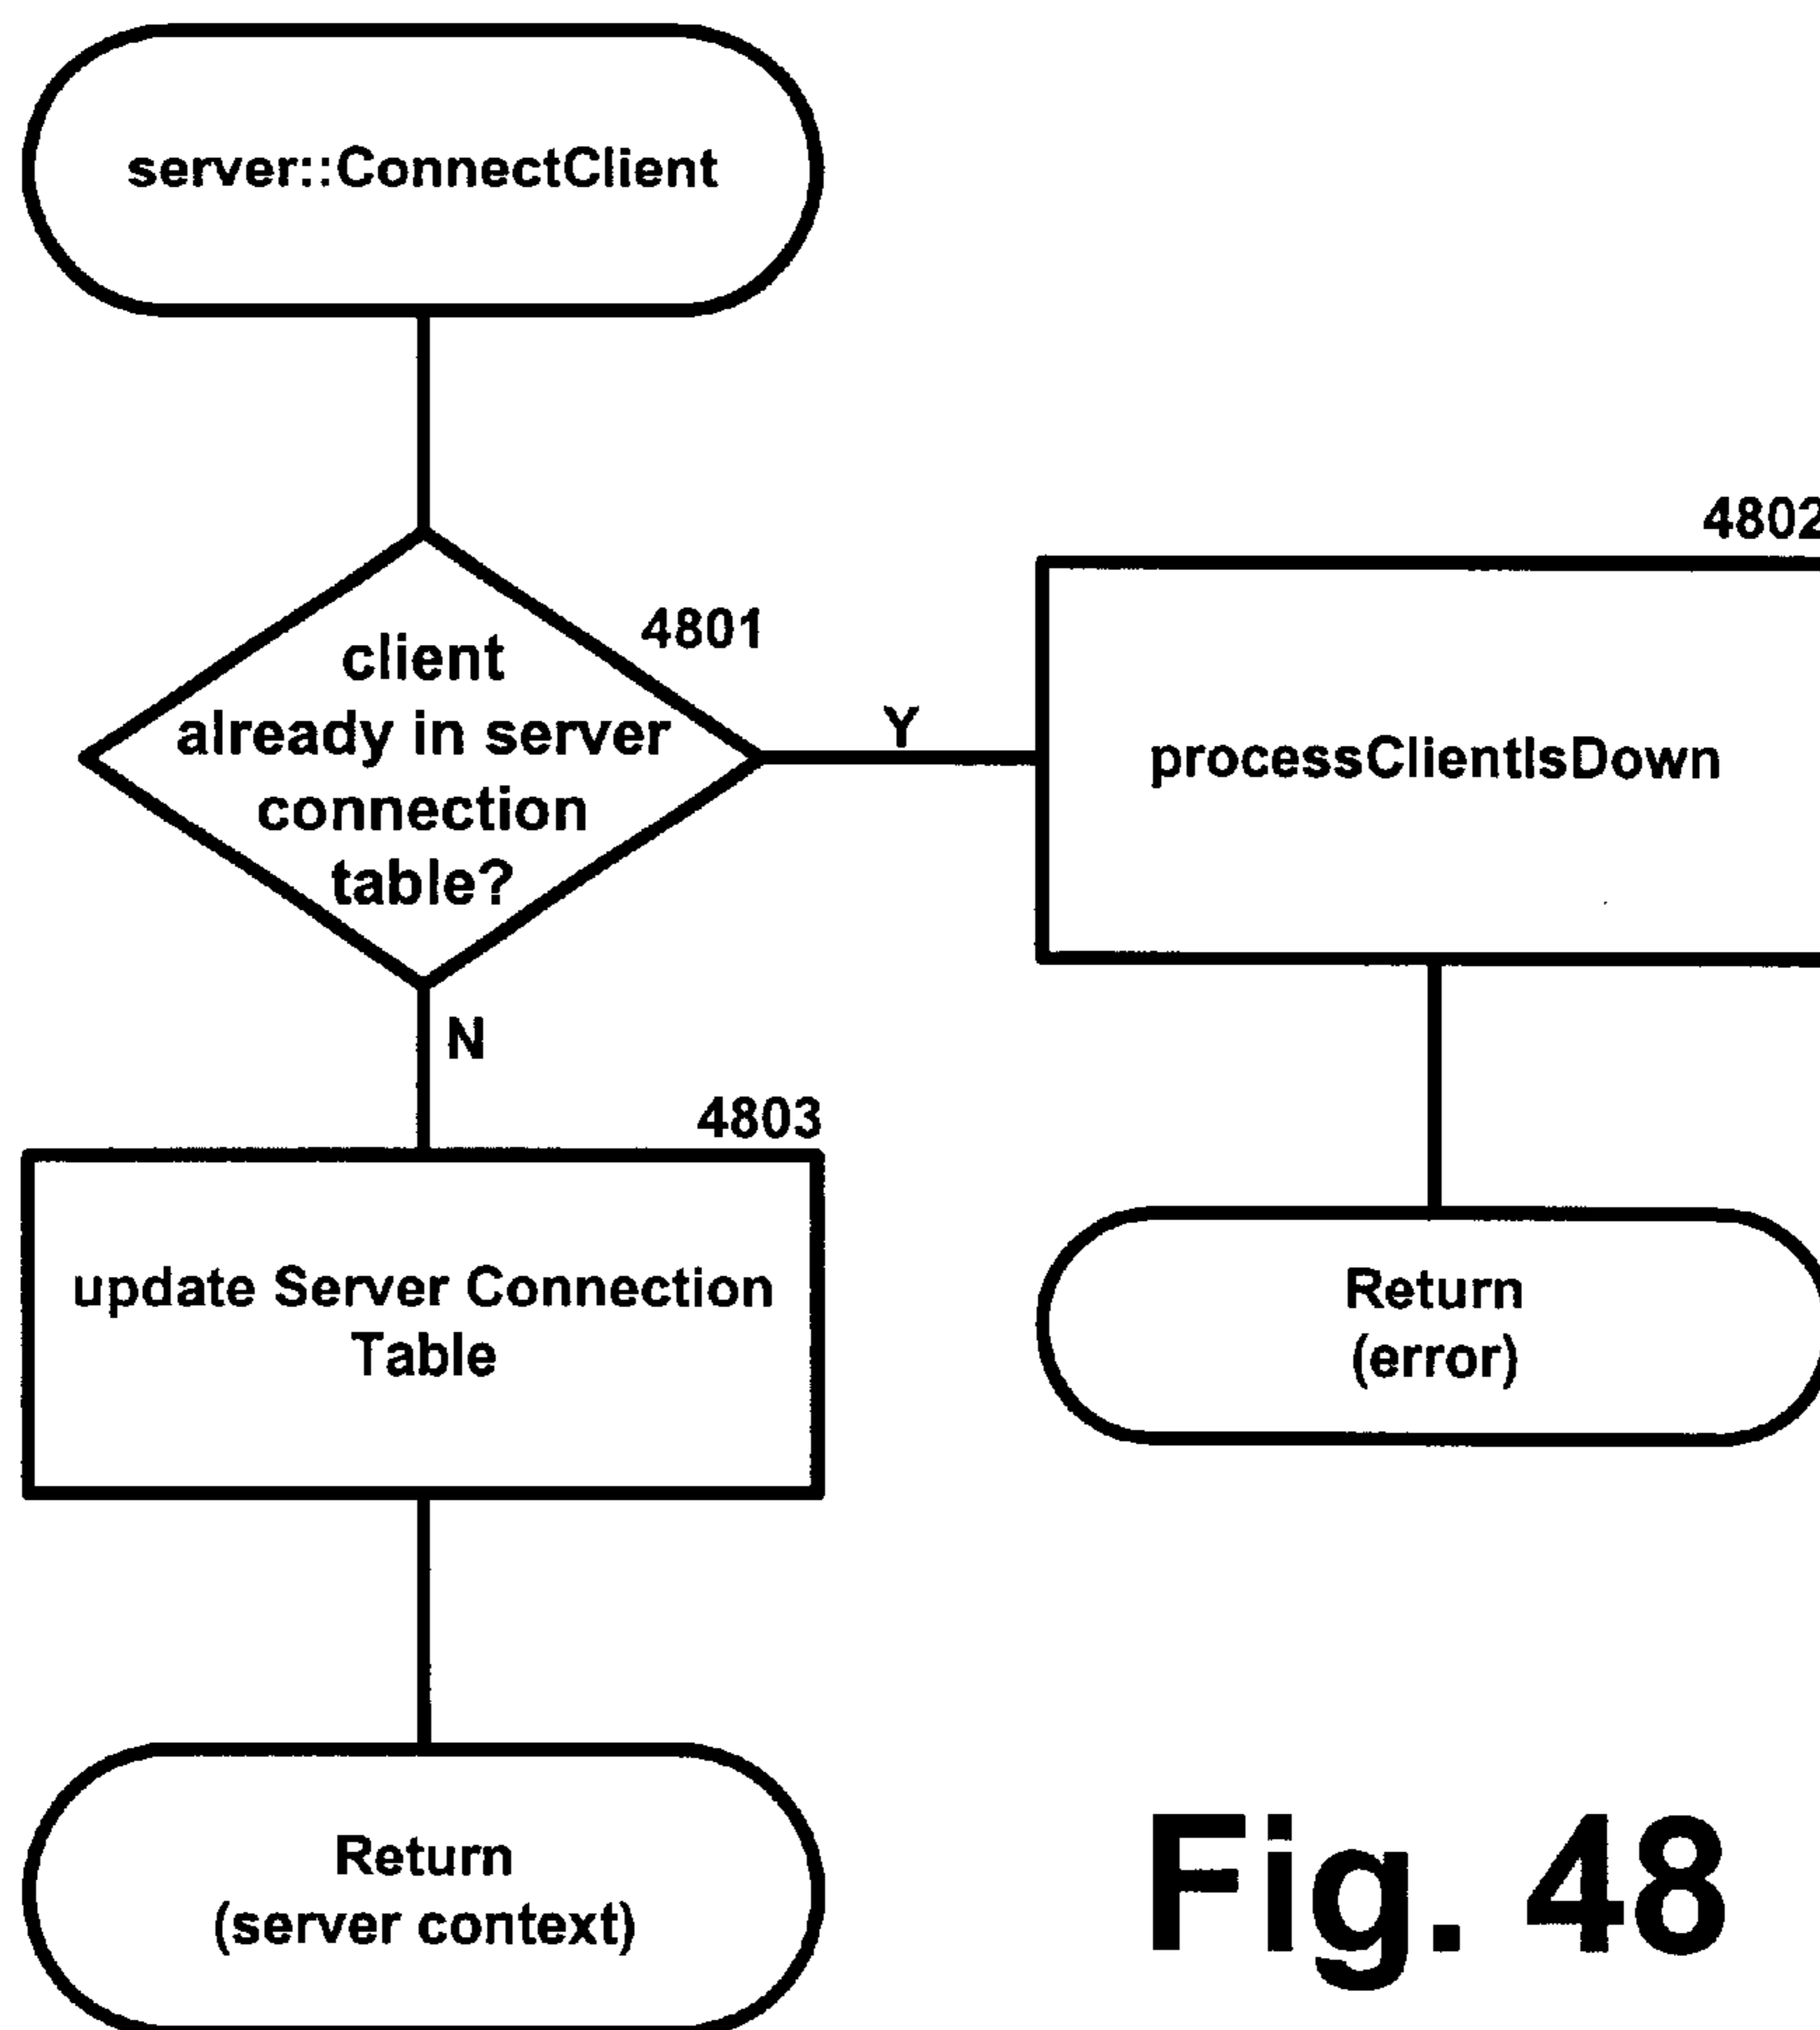 server::ConnectClient
4801
client
already in server
connection
table?
Y
4802
processClientIsDown
N
4803
update Server Connection
Table
Return
(error)
Return
(server context)
Fig. 48